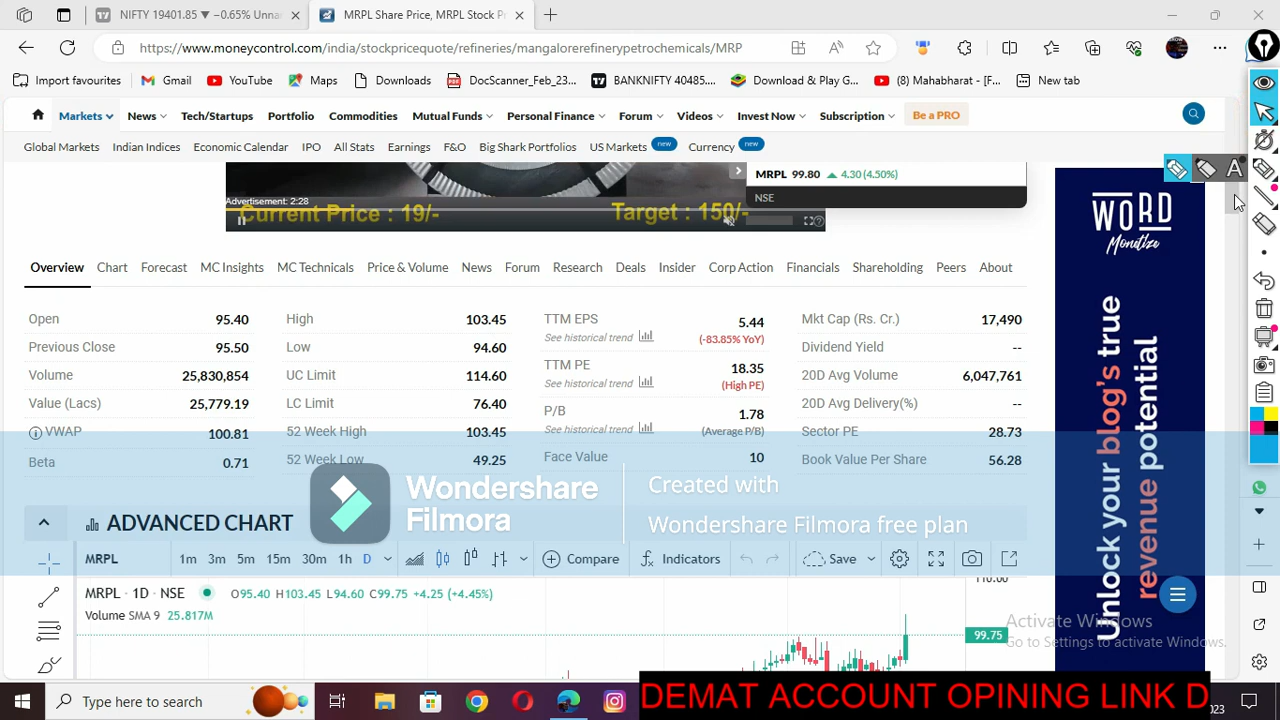 NIFTY 19401.85 ▼ −0.65% Unna
MRPL Share Price, MRPL Stock P
https://www.moneycontrol.com/india/stockpricequote/refineries/mangalorerefinerypetrochemicals/MRP
Import favourites Gmail YouTube Maps Downloads DocScanner_Feb 23... BANKNIFTY 40485.... Download & Play G... (8) Mahabharat - [F... New tab
Markets News Tech/Startups Portfolio Commodities Mutual Funds Personal Finance Forum Videos Invest Now Subscription Be a PRO
Global Markets Indian Indices Economic Calendar IPO All Stats Earnings F&O Big Shark Portfolios US Markets new Currency new
MRPL 99.80 ▲ 4.30 (4.50%)
NSE
Advertisement: 2:28
Current Price : 19/- Target : 150/-
Overview Chart Forecast MC Insights MC Technicals Price & Volume News Forum Research Deals Insider Corp Action Financials Shareholding Peers About
Open 95.40
Previous Close 95.50
Volume 25,830,854
Value (Lacs) 25,779.19
VWAP 100.81
Beta 0.71
High 103.45
Low 94.60
UC Limit 114.60
LC Limit 76.40
52 Week High 103.45
52 Week Low 49.25
TTM EPS 5.44
See historical trend (-83.85% YoY)
TTM PE 18.35
See historical trend (High PE)
P/B 1.78
See historical trend (Average P/B)
Face Value 10
Mkt Cap (Rs. Cr.) 17,490
Dividend Yield --
20D Avg Volume 6,047,761
20D Avg Delivery(%) --
Sector PE 28.73
Book Value Per Share 56.28
WORD
Monetize
Unlock your blog's true
revenue potential
Wondershare
Filmora
Created with
Wondershare Filmora free plan
ADVANCED CHART
MRPL 1m 3m 5m 15m 30m 1h D Compare Indicators Save
110.00
MRPL · 1D · NSE O95.40 H103.45 L94.60 C99.75 +4.25 (+4.45%)
Volume SMA 9 25.817M
99.75
Activate Windows
Go to Settings to activate Windows.
Type here to search
DEMAT ACCOUNT OPINING LINK D
2023